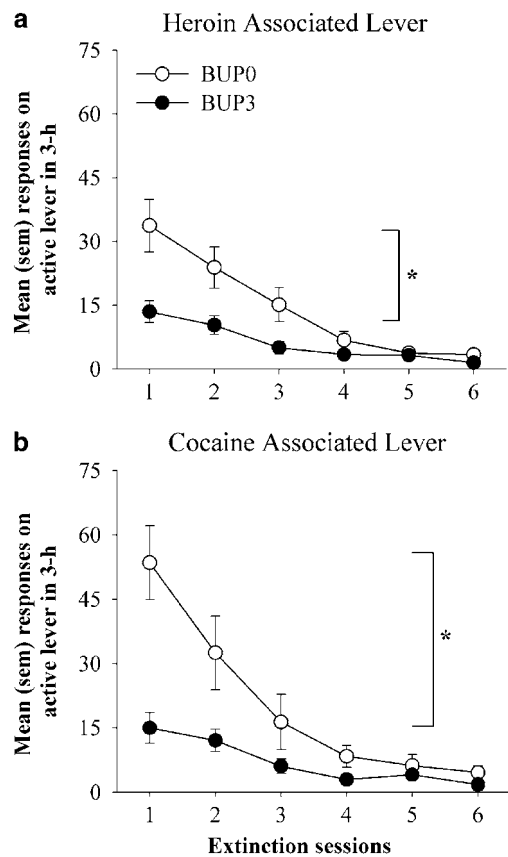 a
Heroin Associated Lever
Mean (sem) responses on
active lever in 3-h
75
60
45
30
15
0
BUP0
BUP3
*
1 2 3 4 5 6
b
Cocaine Associated Lever
Mean (sem) responses on
active lever in 3-h
75
60
45
30
15
0
*
1 2 3 4 5 6
Extinction sessions